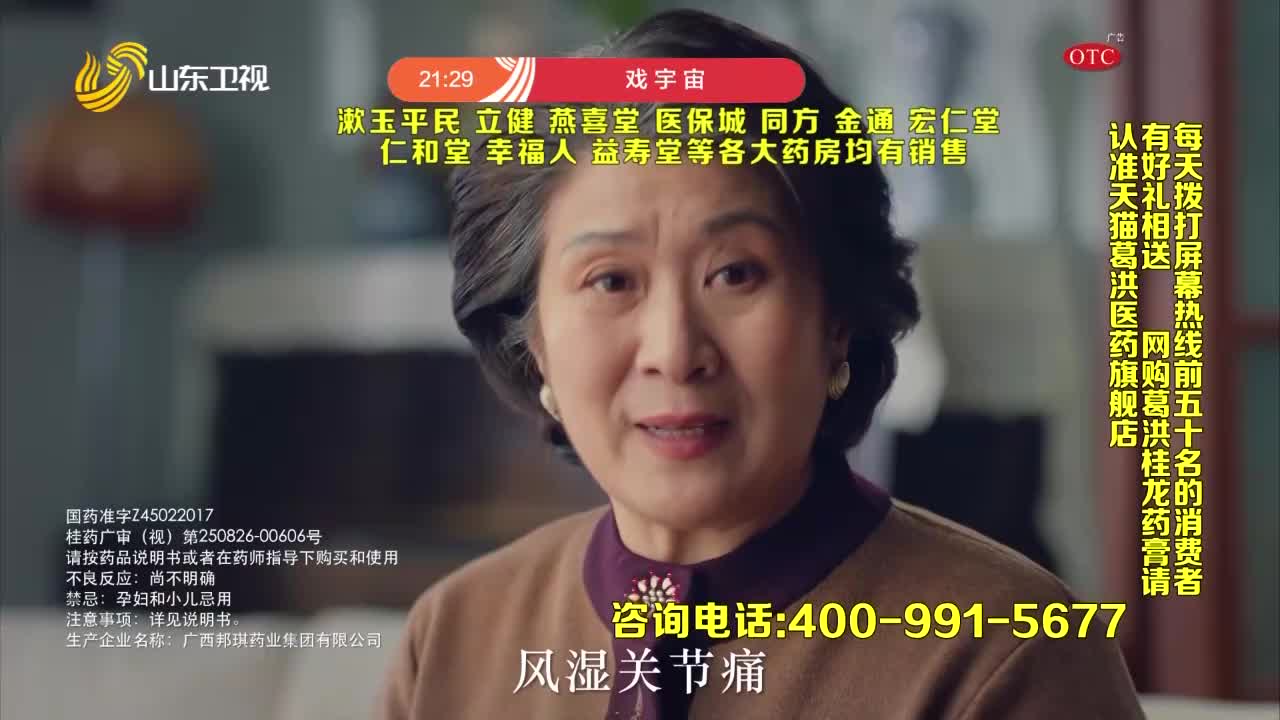 山东卫视
21:29 戏宇宙
广告
OTC
漱玉平民 立健 燕喜堂 医保城 同方 金通 宏仁堂
仁和堂 幸福人 益寿堂等各大药房均有销售
每天拨打屏幕热线前五十名的消费者
有好礼相送 网购葛洪桂龙药膏请
认准天猫葛洪医药旗舰店
国药准字Z45022017
桂药广审（视）第250826-00606号
请按药品说明书或者在药师指导下购买和使用
不良反应：尚不明确
禁忌：孕妇和小儿忌用
注意事项：详见说明书。
生产企业名称：广西邦琪药业集团有限公司
咨询电话:400-991-5677
风湿关节痛